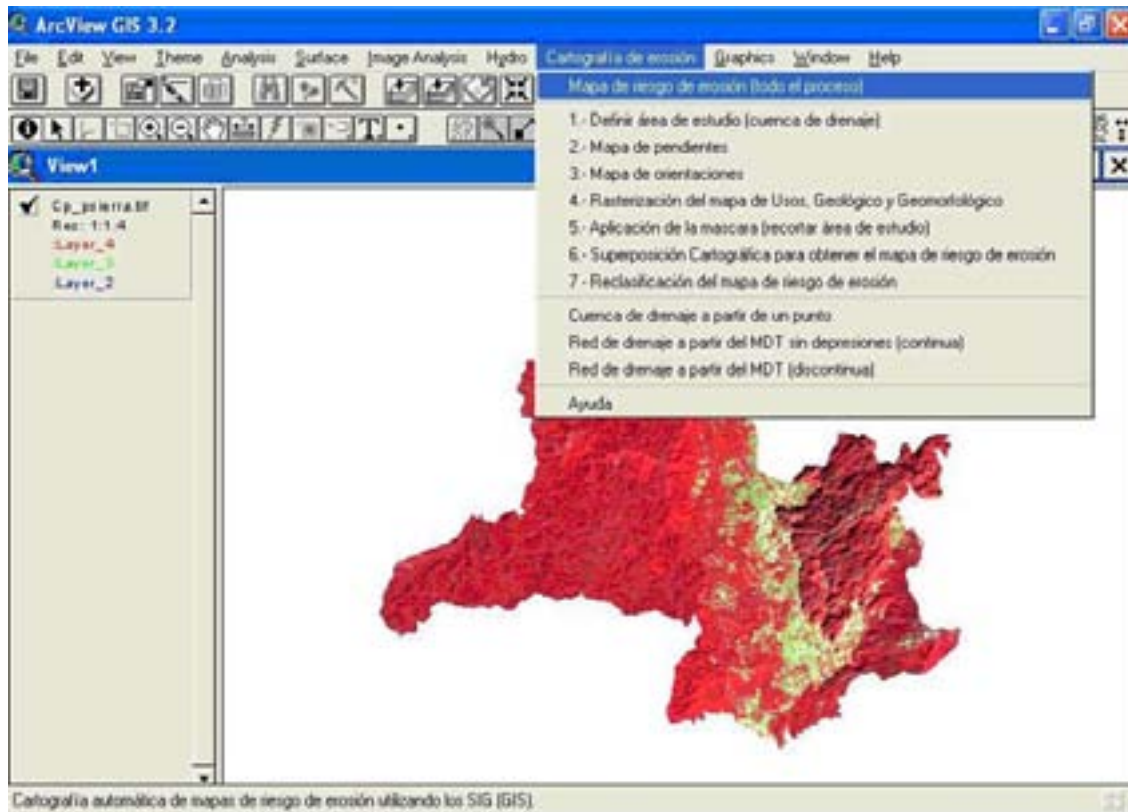 ArcView GIS 3.2
File Edit View Theme Analysis Surface Image Analysis Hydro Cartografía de erosión Graphics Window Help
Mapa de riesgo de erosión (todo el proceso)
1.- Definir área de estudio (cuenca de drenaje)
2.- Mapa de pendientes
3.- Mapa de orientaciones
4.- Rasterización del mapa de Usos, Geológico y Geomorfológico
5.- Aplicación de la mascara (recortar área de estudio)
6.- Superposición Cartográfica para obtener el mapa de riesgo de erosión
7.- Reclasificación del mapa de riesgo de erosión
Cuenca de drenaje a partir de un punto
Red de drenaje a partir del MDT sin depresiones (continua)
Red de drenaje a partir del MDT (discontinua)
Ayuda
View1
Cp_psierra.tif
Res: 1:1:4
:Layer_4
:Layer_3
:Layer_2
Cartografía automática de mapas de riesgo de erosión utilizando los SIG (GIS).